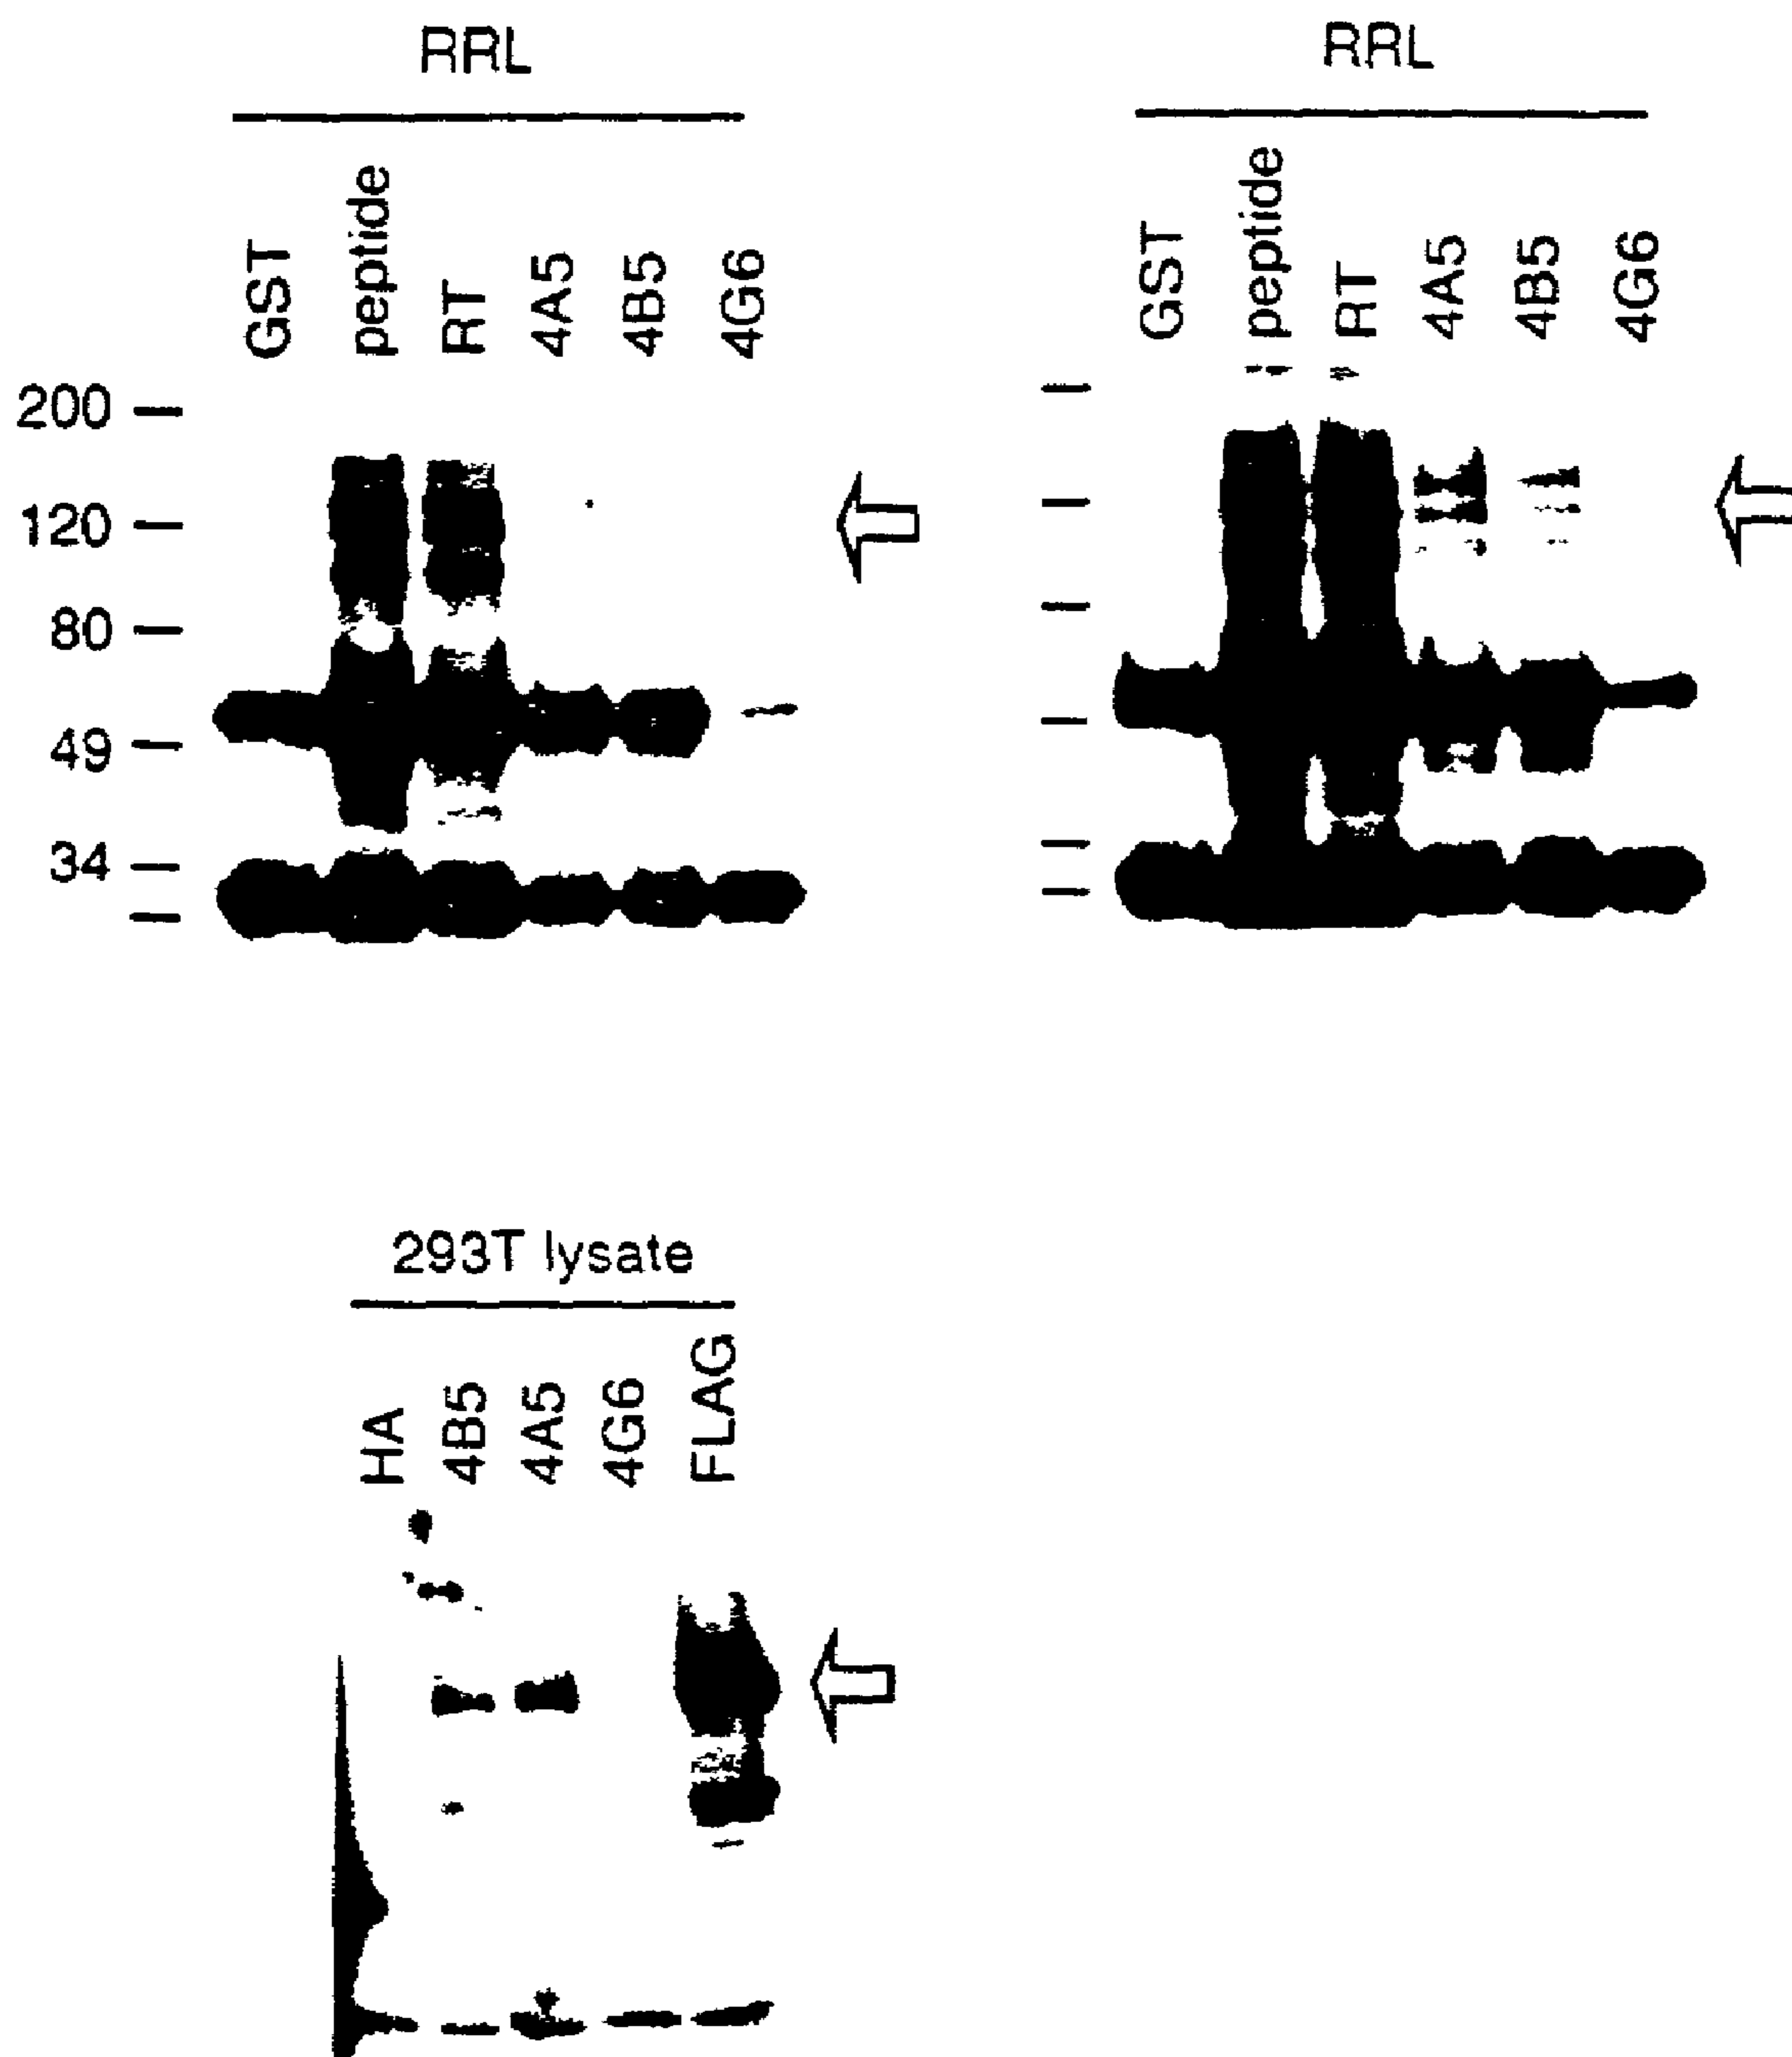 RRL
GST peptide RT 4A5 4B5 4G6
200
120
80
49
34
RRL
GST peptide RT 4A5 4B5 4G6
293T lysate
HA 4B5 4A5 4G6 FLAG